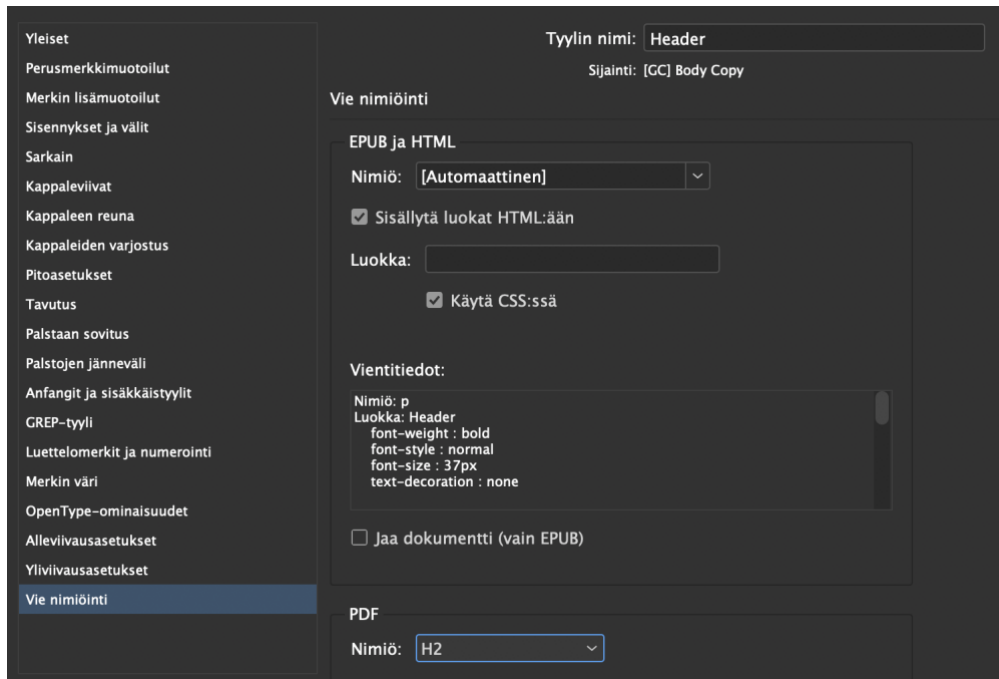 Yleiset
Perusmerkkimuotoilut
Merkin lisämuotoilut
Sisennykset ja välit
Sarkain
Kappaleviivat
Kappaleen reuna
Kappaleiden varjostus
Pitoasetukset
Tavutus
Palstaan sovitus
Palstojen jänneväli
Anfangit ja sisäkkäistyylit
GREP-tyyli
Luettelomerkit ja numerointi
Merkin väri
OpenType-ominaisuudet
Alleviivausasetukset
Yliviivausasetukset
Vie nimiöinti
Tyylin nimi: Header
Sijainti: [GC] Body Copy
Vie nimiöinti
EPUB ja HTML
Nimiö: [Automaattinen]
Sisällytä luokat HTML:ään
Luokka:
Käytä CSS:ssä
Vientitiedot:
Nimiö: p
Luokka: Header
font-weight : bold
font-style : normal
font-size : 37px
text-decoration : none
Jaa dokumentti (vain EPUB)
PDF
Nimiö: H2